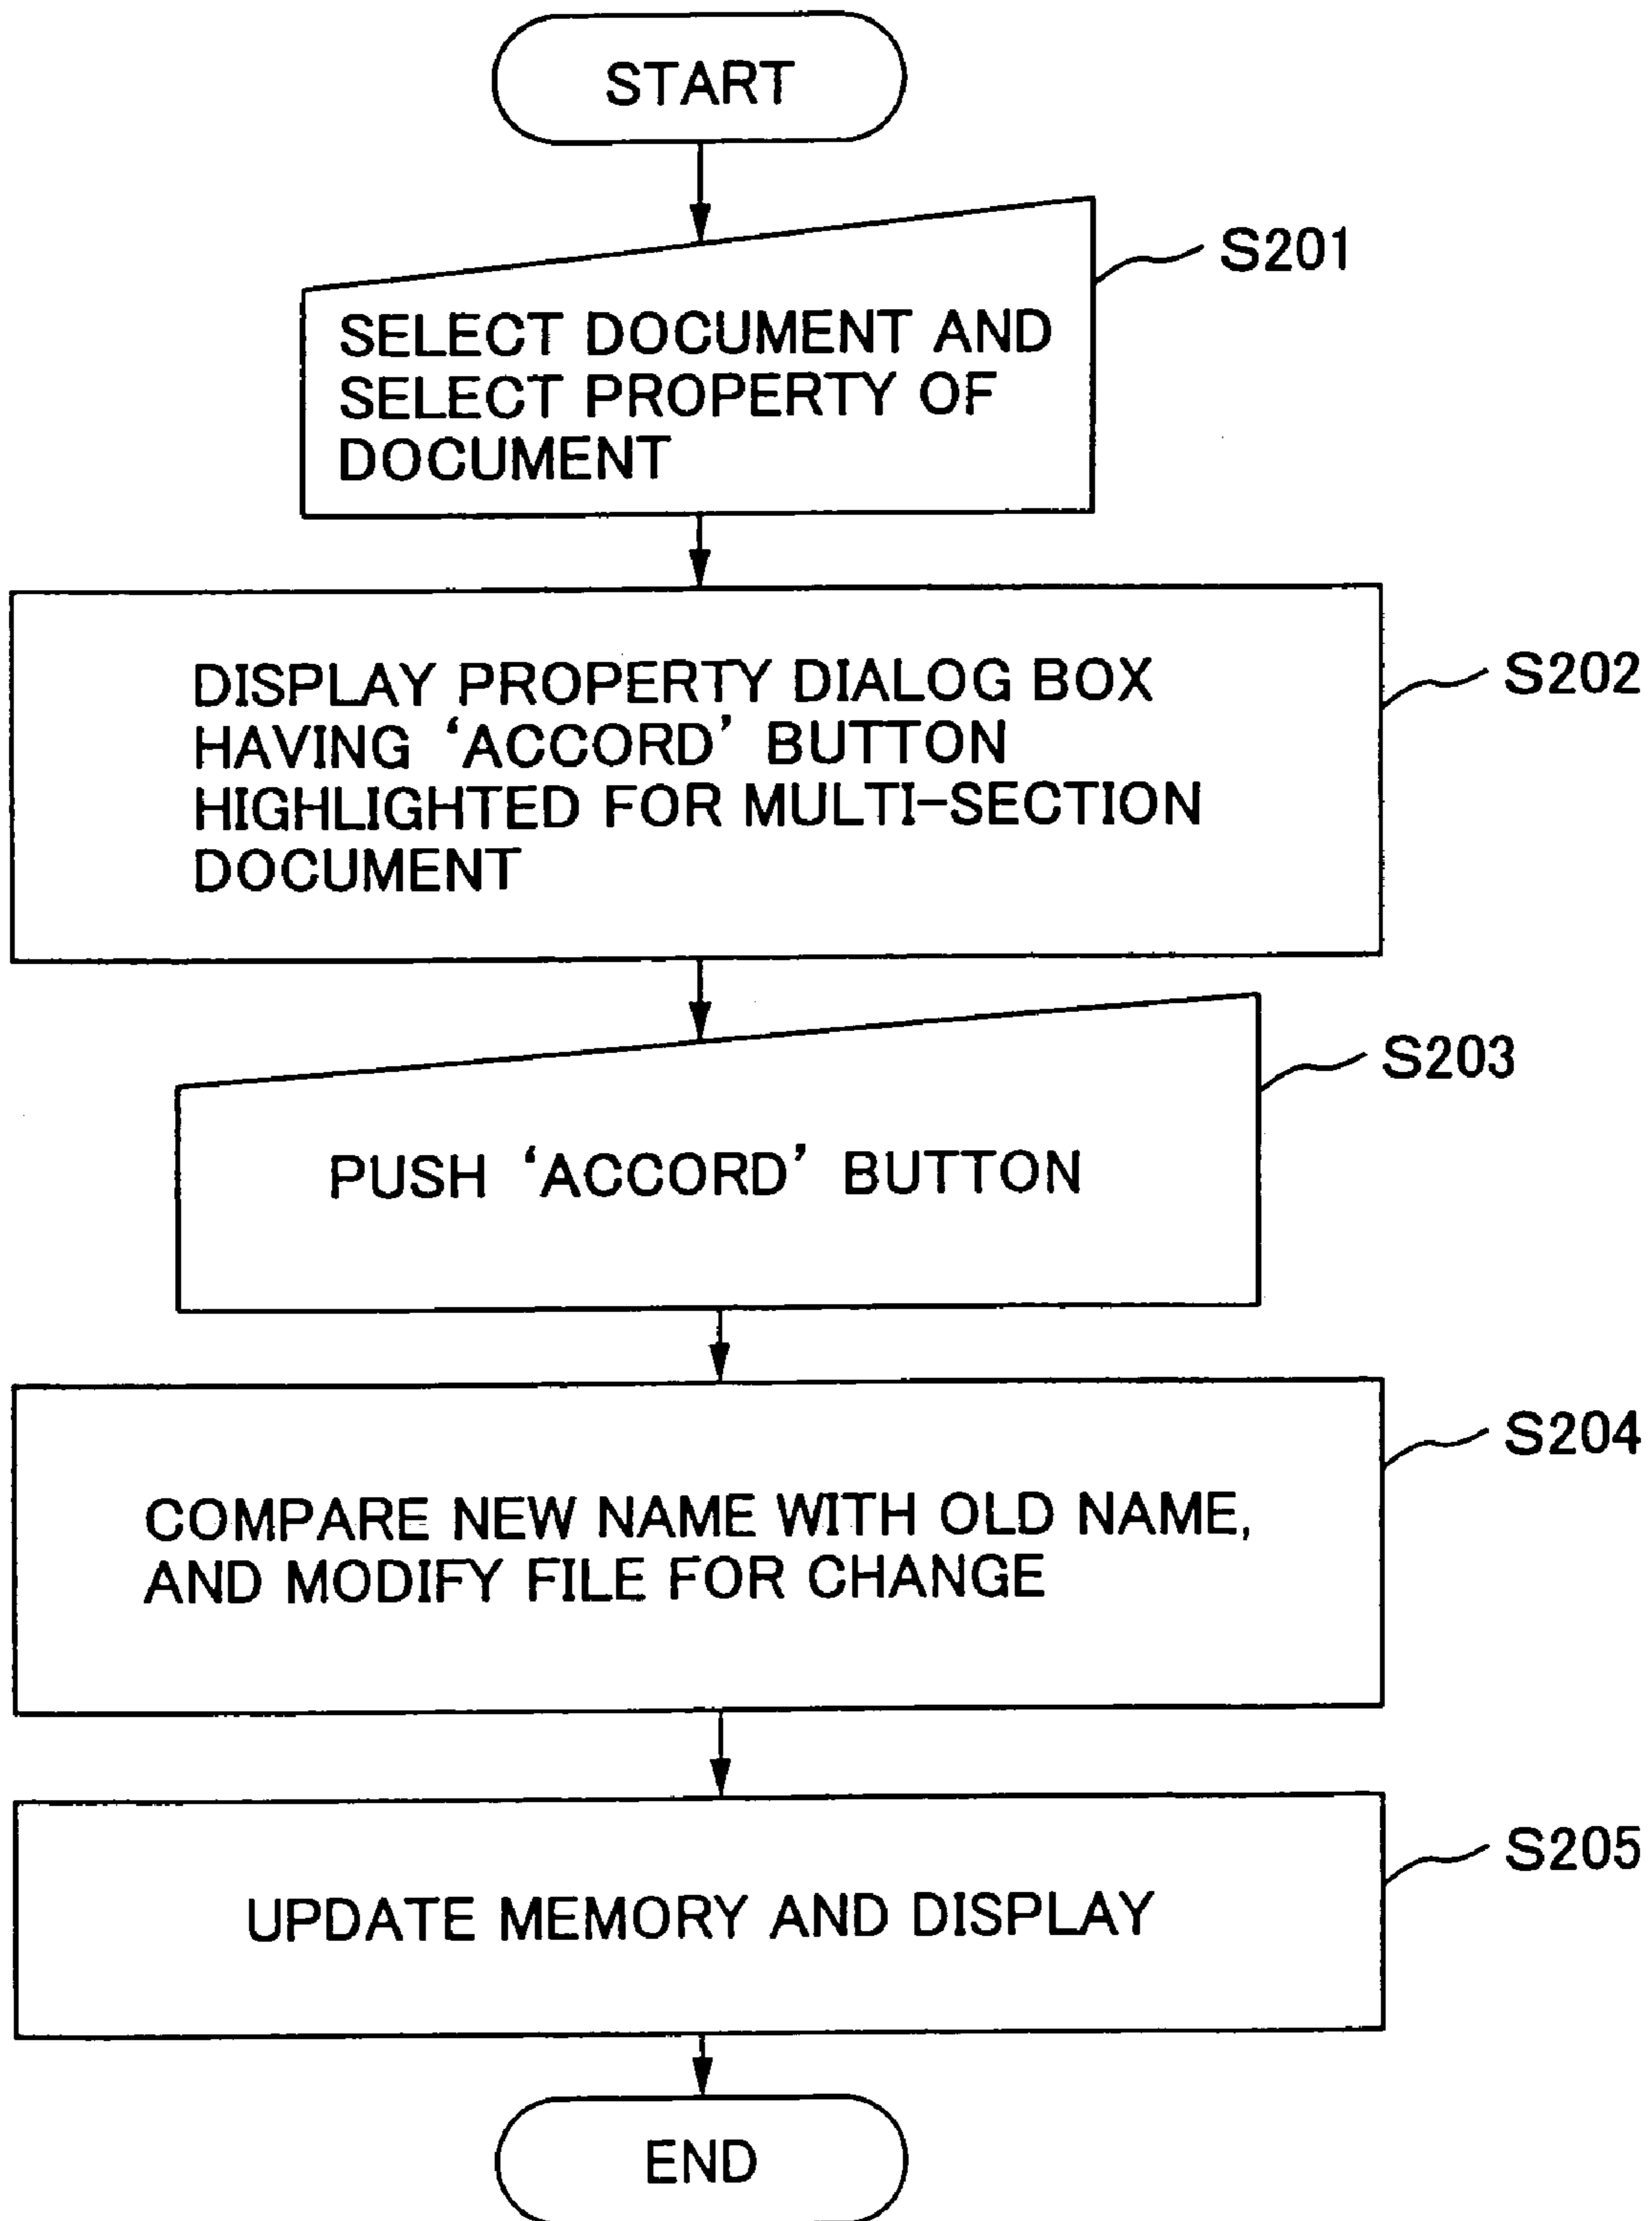 START
S201
SELECT DOCUMENT AND
SELECT PROPERTY OF
DOCUMENT
S202
DISPLAY PROPERTY DIALOG BOX
HAVING ‘ACCORD’ BUTTON
HIGHLIGHTED FOR MULTI-SECTION
DOCUMENT
S203
PUSH ‘ACCORD’ BUTTON
S204
COMPARE NEW NAME WITH OLD NAME,
AND MODIFY FILE FOR CHANGE
S205
UPDATE MEMORY AND DISPLAY
END